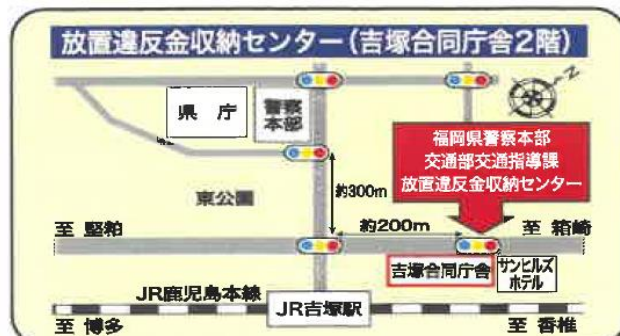 放置違反金収納センター(吉塚合同庁舎2階)
県庁
警察
本部
N
福岡県警察本部
交通部交通指導課
放置違反金収納センター
東公園
約300m
約200m
至 堅粕
至 箱崎
吉塚合同庁舎
サンヒルズ
ホテル
JR鹿児島本線
JR吉塚駅
至 博多
至 香椎